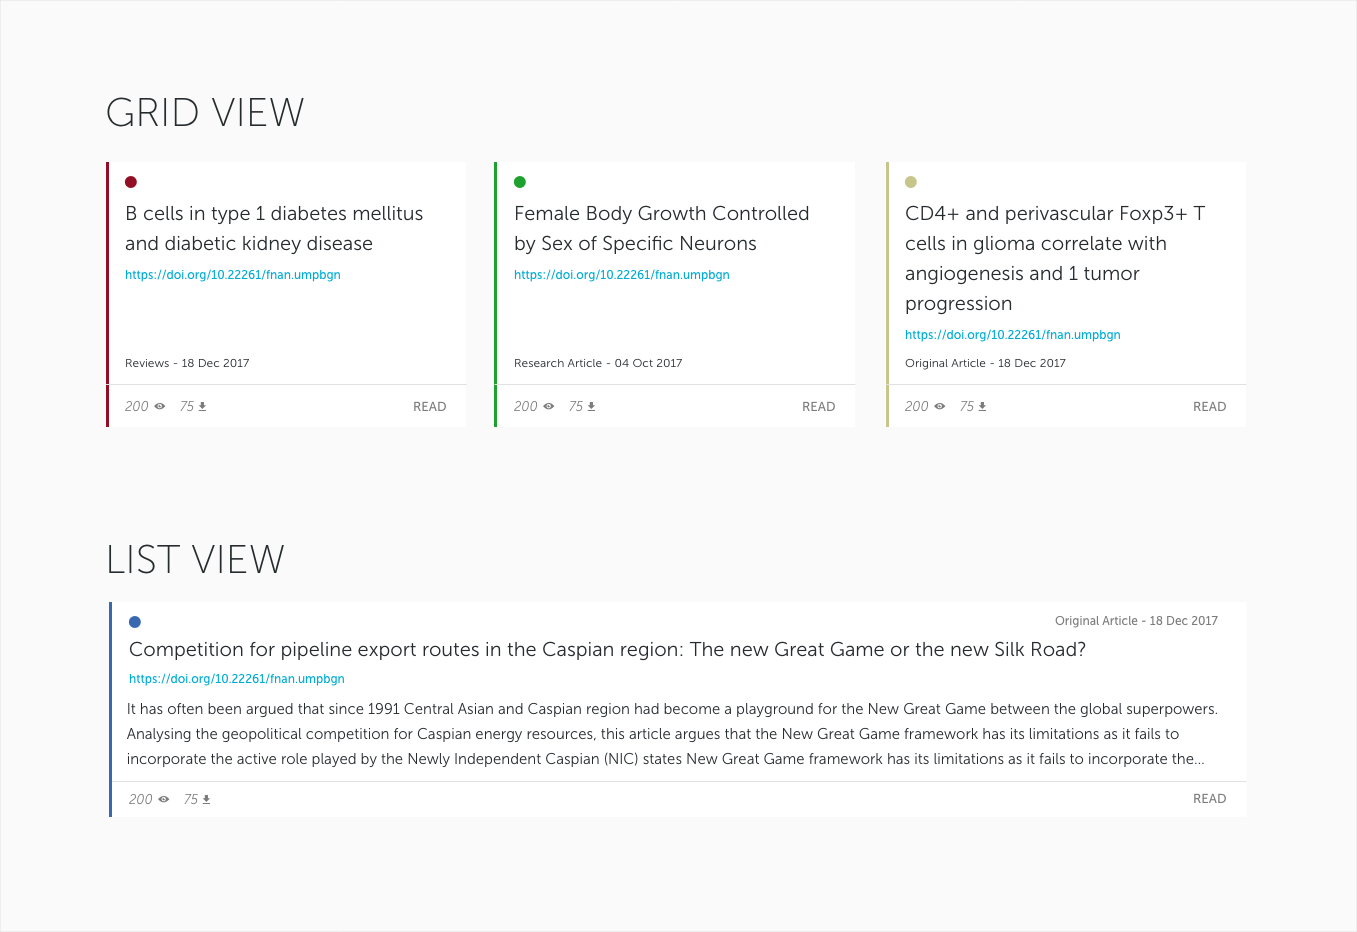 GRID VIEW
B cells in type 1 diabetes mellitus
and diabetic kidney disease
https://doi.org/10.22261/fnan.umpbgn
Reviews - 18 Dec 2017
200 75 READ
Female Body Growth Controlled
by Sex of Specific Neurons
https://doi.org/10.22261/fnan.umpbgn
Research Article - 04 Oct 2017
200 75 READ
CD4+ and perivascular Foxp3+ T
cells in glioma correlate with
angiogenesis and 1 tumor
progression
https://doi.org/10.22261/fnan.umpbgn
Original Article - 18 Dec 2017
200 75 READ
LIST VIEW
Original Article - 18 Dec 2017
Competition for pipeline export routes in the Caspian region: The new Great Game or the new Silk Road?
https://doi.org/10.22261/fnan.umpbgn
It has often been argued that since 1991 Central Asian and Caspian region had become a playground for the New Great Game between the global superpowers.
Analysing the geopolitical competition for Caspian energy resources, this article argues that the New Great Game framework has its limitations as it fails to
incorporate the active role played by the Newly Independent Caspian (NIC) states New Great Game framework has its limitations as it fails to incorporate the...
200 75 READ